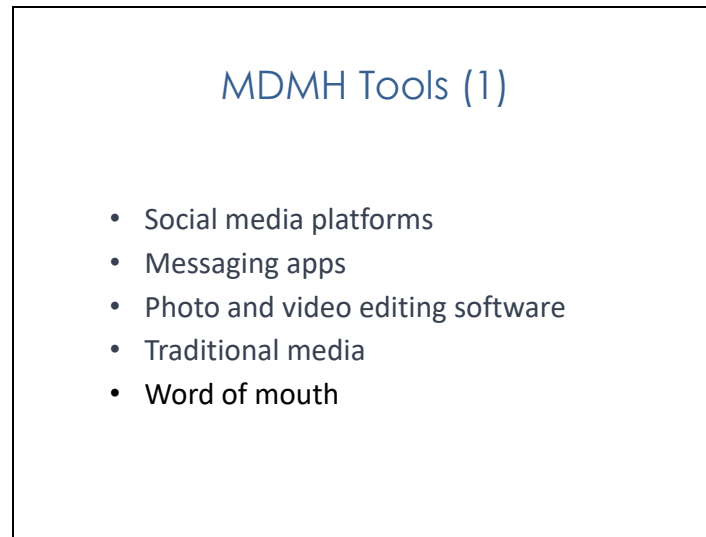 MDMH Tools (1)
• Social media platforms
• Messaging apps
• Photo and video editing software
• Traditional media
• Word of mouth